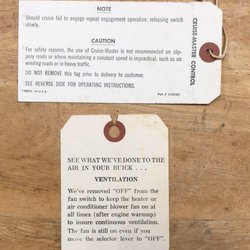 NOTE
Should cruise fail to engage repeat engagement operation, releasing switch
slowly.
CAUTION
For safety reasons, the use of Cruise-Master is not recommended on slip-
pery roads or where maintaining a constant speed is impractical, such as on
winding roads or in heavy traffic.
DO NOT REMOVE this tag prior to delivery to customer.
SEE REVERSE SIDE FOR OPERATING INSTRUCTIONS.
PRINTED IN U.S.A.
Part #
CRUISE-MASTER CONTROL
SEE WHAT WE'VE DONE TO THE
AIR IN YOUR BUICK . . .
VENTILATION
We've removed "OFF" from the
fan switch to keep the heater or
air conditioner blower fan on at
all times (after engine warmup)
to insure continuous ventilation.
The fan is still on even if you
move the selector lever to "OFF".